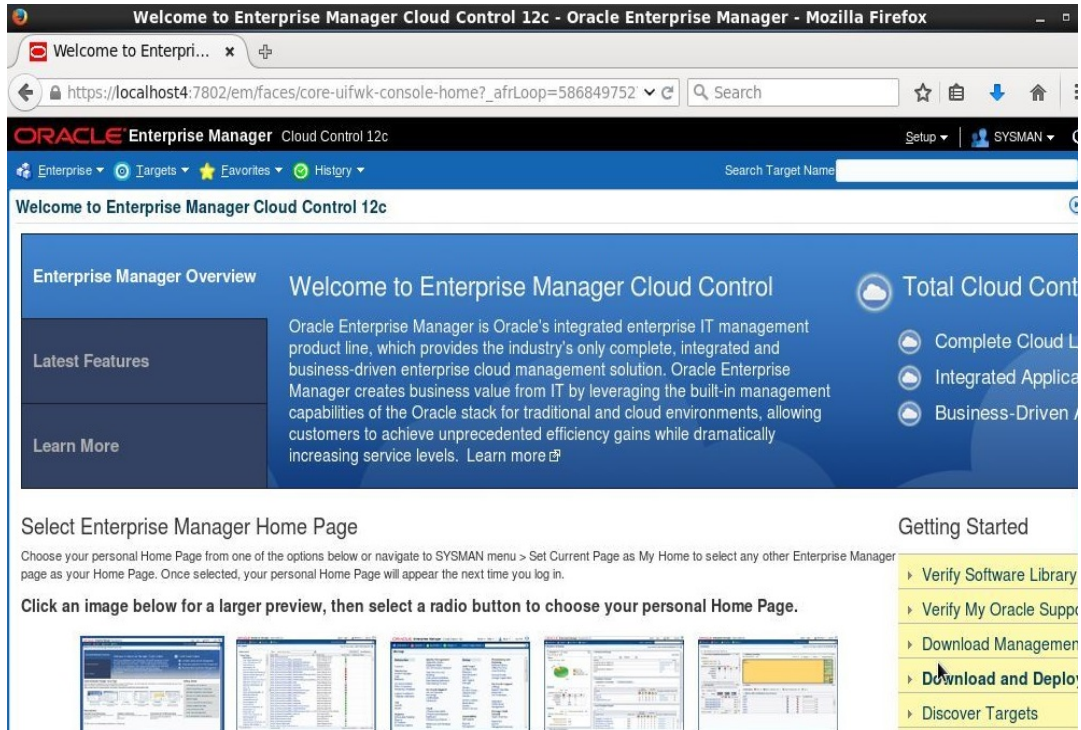 Welcome to Enterprise Manager Cloud Control 12c - Oracle Enterprise Manager - Mozilla Firefox
Welcome to Enterpri...
https://localhost4:7802/em/faces/core-uifwk-console-home?_afrLoop=586849752
Search
ORACLE Enterprise Manager Cloud Control 12c
Setup
SYSMAN
Enterprise
Targets
Favorites
History
Search Target Name
Welcome to Enterprise Manager Cloud Control 12c
Enterprise Manager Overview
Latest Features
Learn More
Welcome to Enterprise Manager Cloud Control
Oracle Enterprise Manager is Oracle's integrated enterprise IT management
product line, which provides the industry's only complete, integrated and
business-driven enterprise cloud management solution. Oracle Enterprise
Manager creates business value from IT by leveraging the built-in management
capabilities of the Oracle stack for traditional and cloud environments, allowing
customers to achieve unprecedented efficiency gains while dramatically
increasing service levels. Learn more
Total Cloud Cont
Complete Cloud L
Integrated Applica
Business-Driven A
Select Enterprise Manager Home Page
Choose your personal Home Page from one of the options below or navigate to SYSMAN menu > Set Current Page as My Home to select any other Enterprise Manager
page as your Home Page. Once selected, your personal Home Page will appear the next time you log in.
Click an image below for a larger preview, then select a radio button to choose your personal Home Page.
Getting Started
Verify Software Library
Verify My Oracle Suppo
Download Managemen
Download and Deploy
Discover Targets